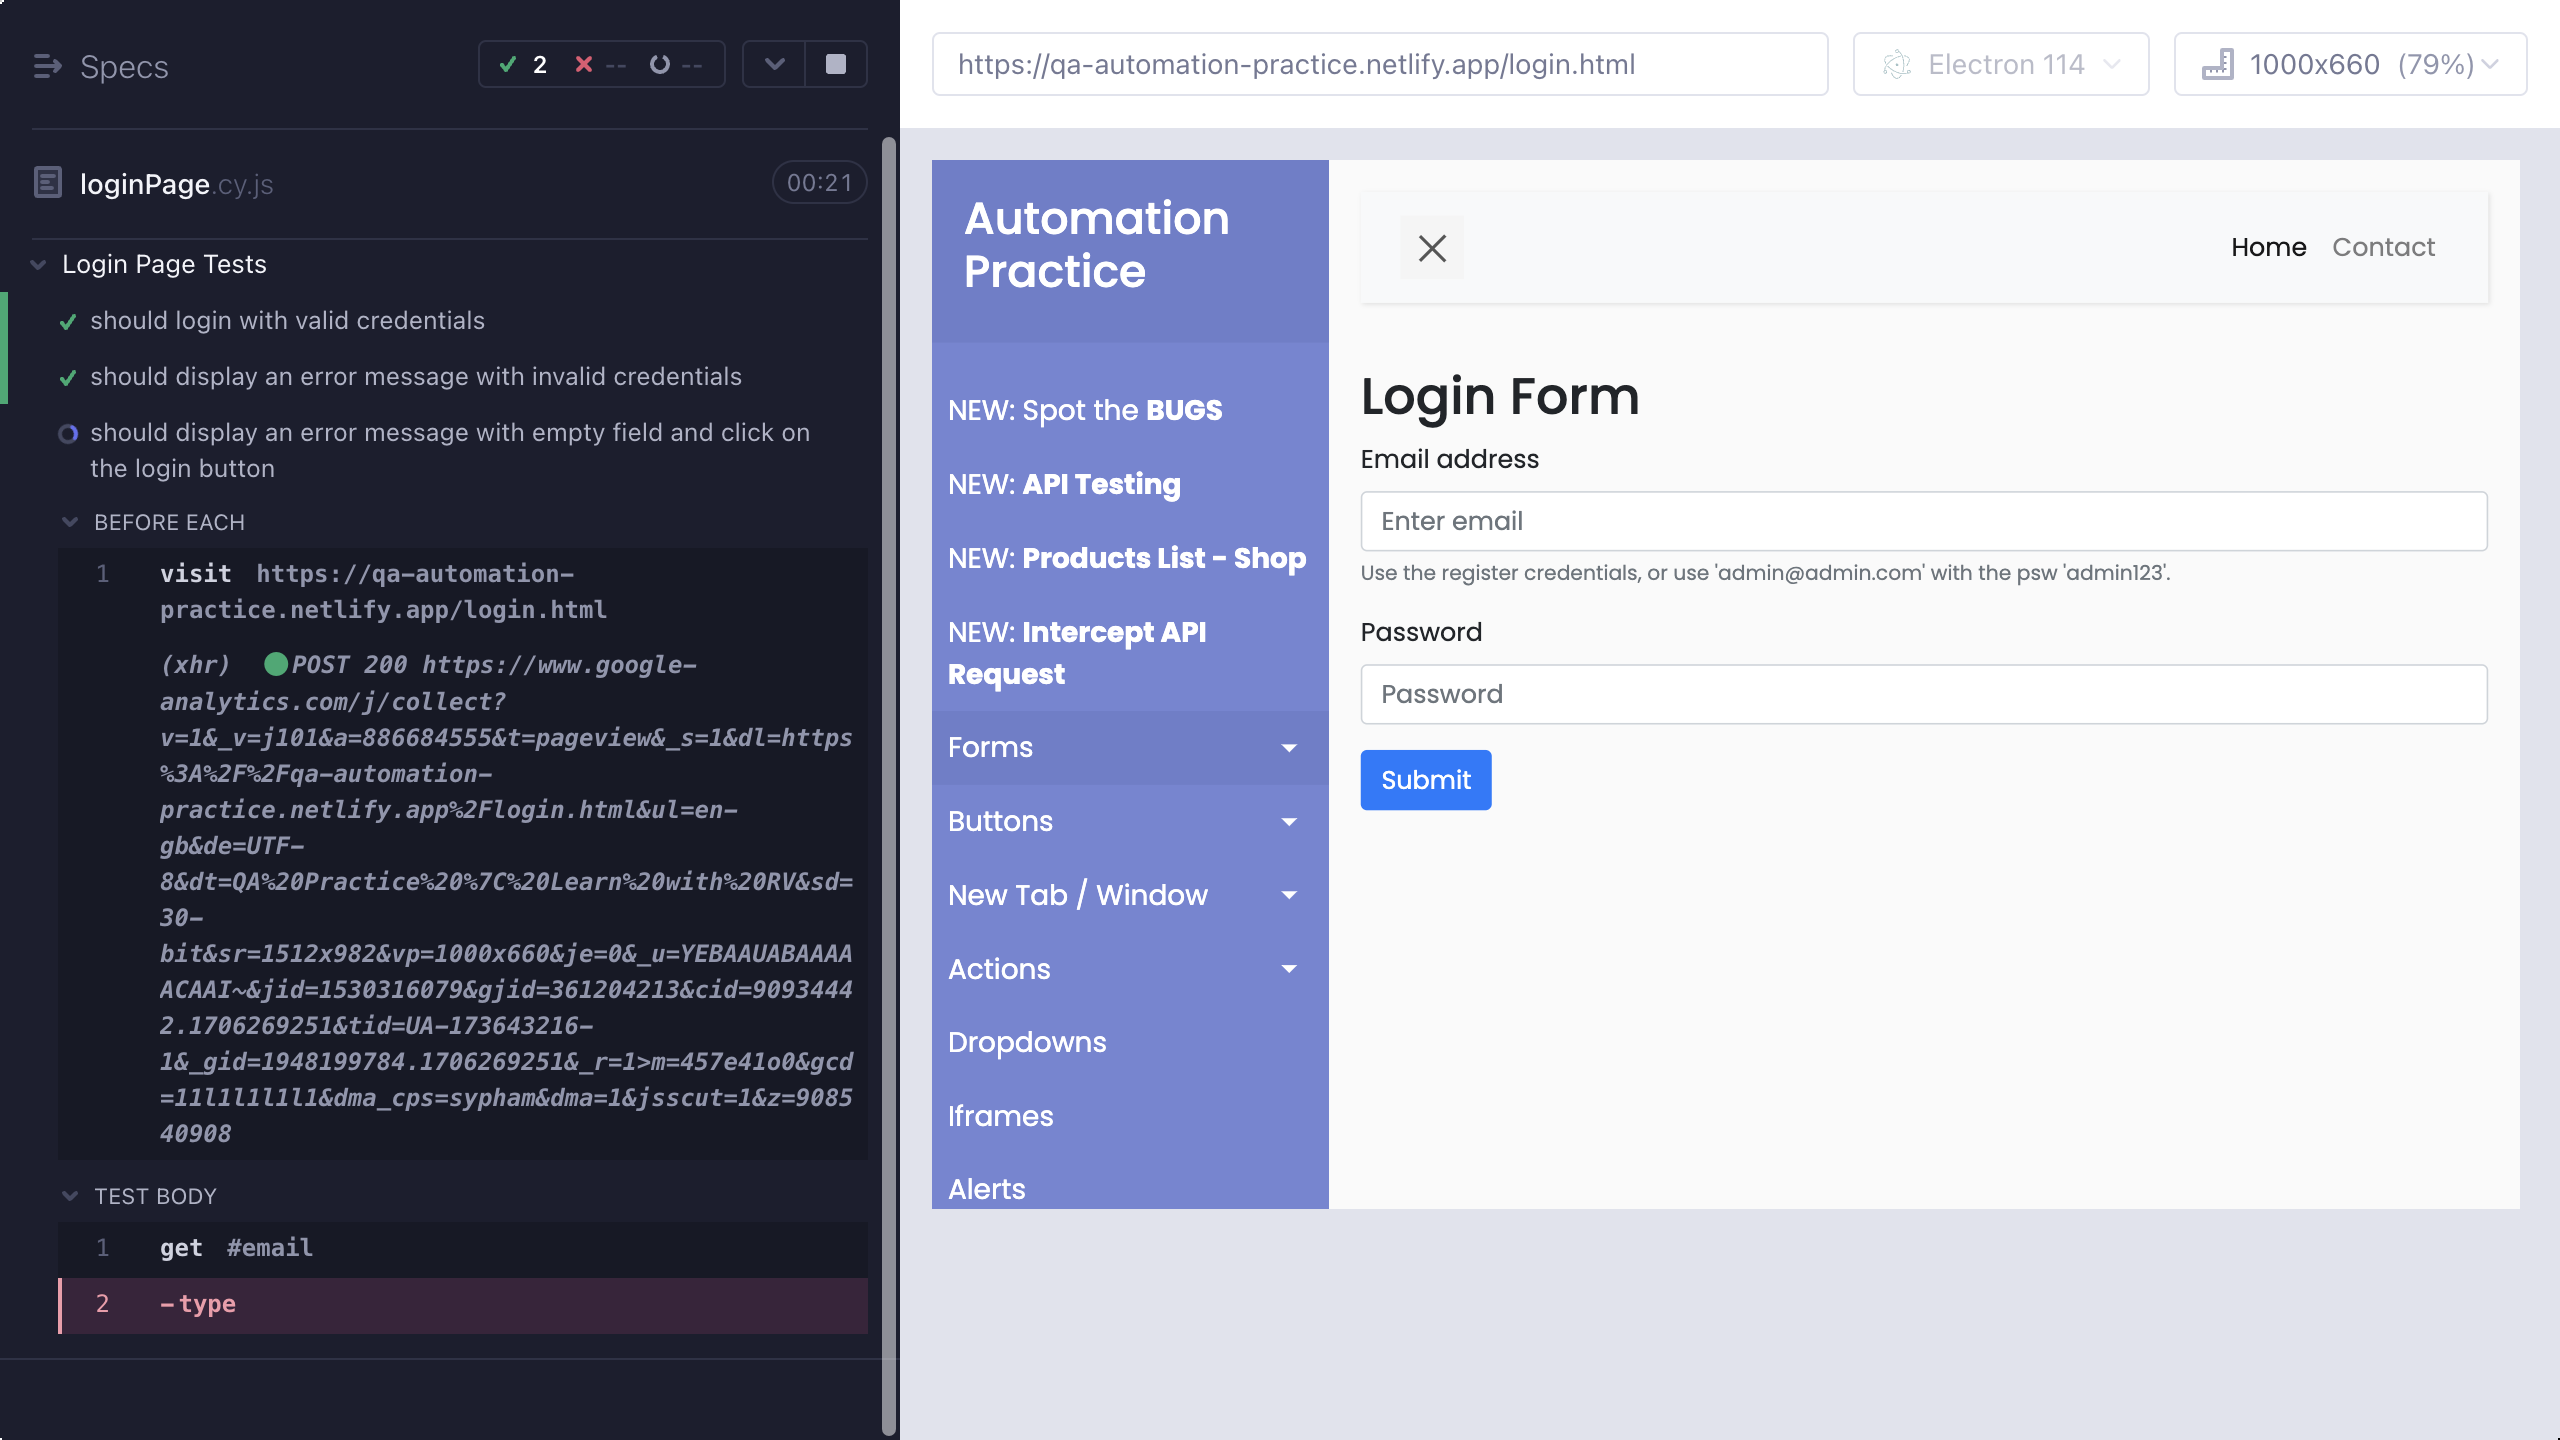 Specs
2 -- --
loginPage.cy.js
00:21
Login Page Tests
should login with valid credentials
should display an error message with invalid credentials
should display an error message with empty field and click on
the login button
BEFORE EACH
1 visit https://qa-automation-
practice.netlify.app/login.html
(xhr) POST 200 https://www.google-
analytics.com/j/collect?
v=1&_v=j101&a=886684555&t=pageview&_s=1&dl=https
%3A%2F%2Fqa-automation-
practice.netlify.app%2Flogin.html&ul=en-
gb&de=UTF-
8&dt=QA%20Practice%20%7C%20Learn%20with%20RV&sd=
30-
bit&sr=1512x982&vp=1000x660&je=0&_u=YEBAAUABAAAA
ACAAI~&jid=1530316079&gjid=361204213&cid=9093444
2.1706269251&tid=UA-173643216-
1&_gid=1948199784.1706269251&_r=1>m=457e41o0&gcd
=11l1l1l1l1&dma_cps=sypham&dma=1&jsscut=1&z=9085
40908
TEST BODY
1 get #email
2 -type
https://qa-automation-practice.netlify.app/login.html
Electron 114
1000x660 (79%)
Automation
Practice
NEW: Spot the BUGS
NEW: API Testing
NEW: Products List - Shop
NEW: Intercept API
Request
Forms
Buttons
New Tab / Window
Actions
Dropdowns
Iframes
Alerts
Home Contact
Login Form
Email address
Enter email
Use the register credentials, or use 'admin@admin.com' with the psw 'admin123'.
Password
Password
Submit